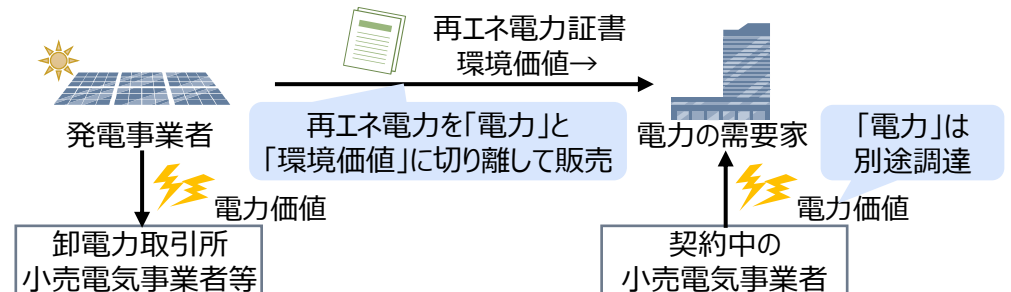 再エネ電力証書
環境価値→
発電事業者
再エネ電力を「電力」と
「環境価値」に切り離して販売
電力の需要家
「電力」は
別途調達
電力価値
電力価値
卸電力取引所
小売電気事業者等
契約中の
小売電気事業者